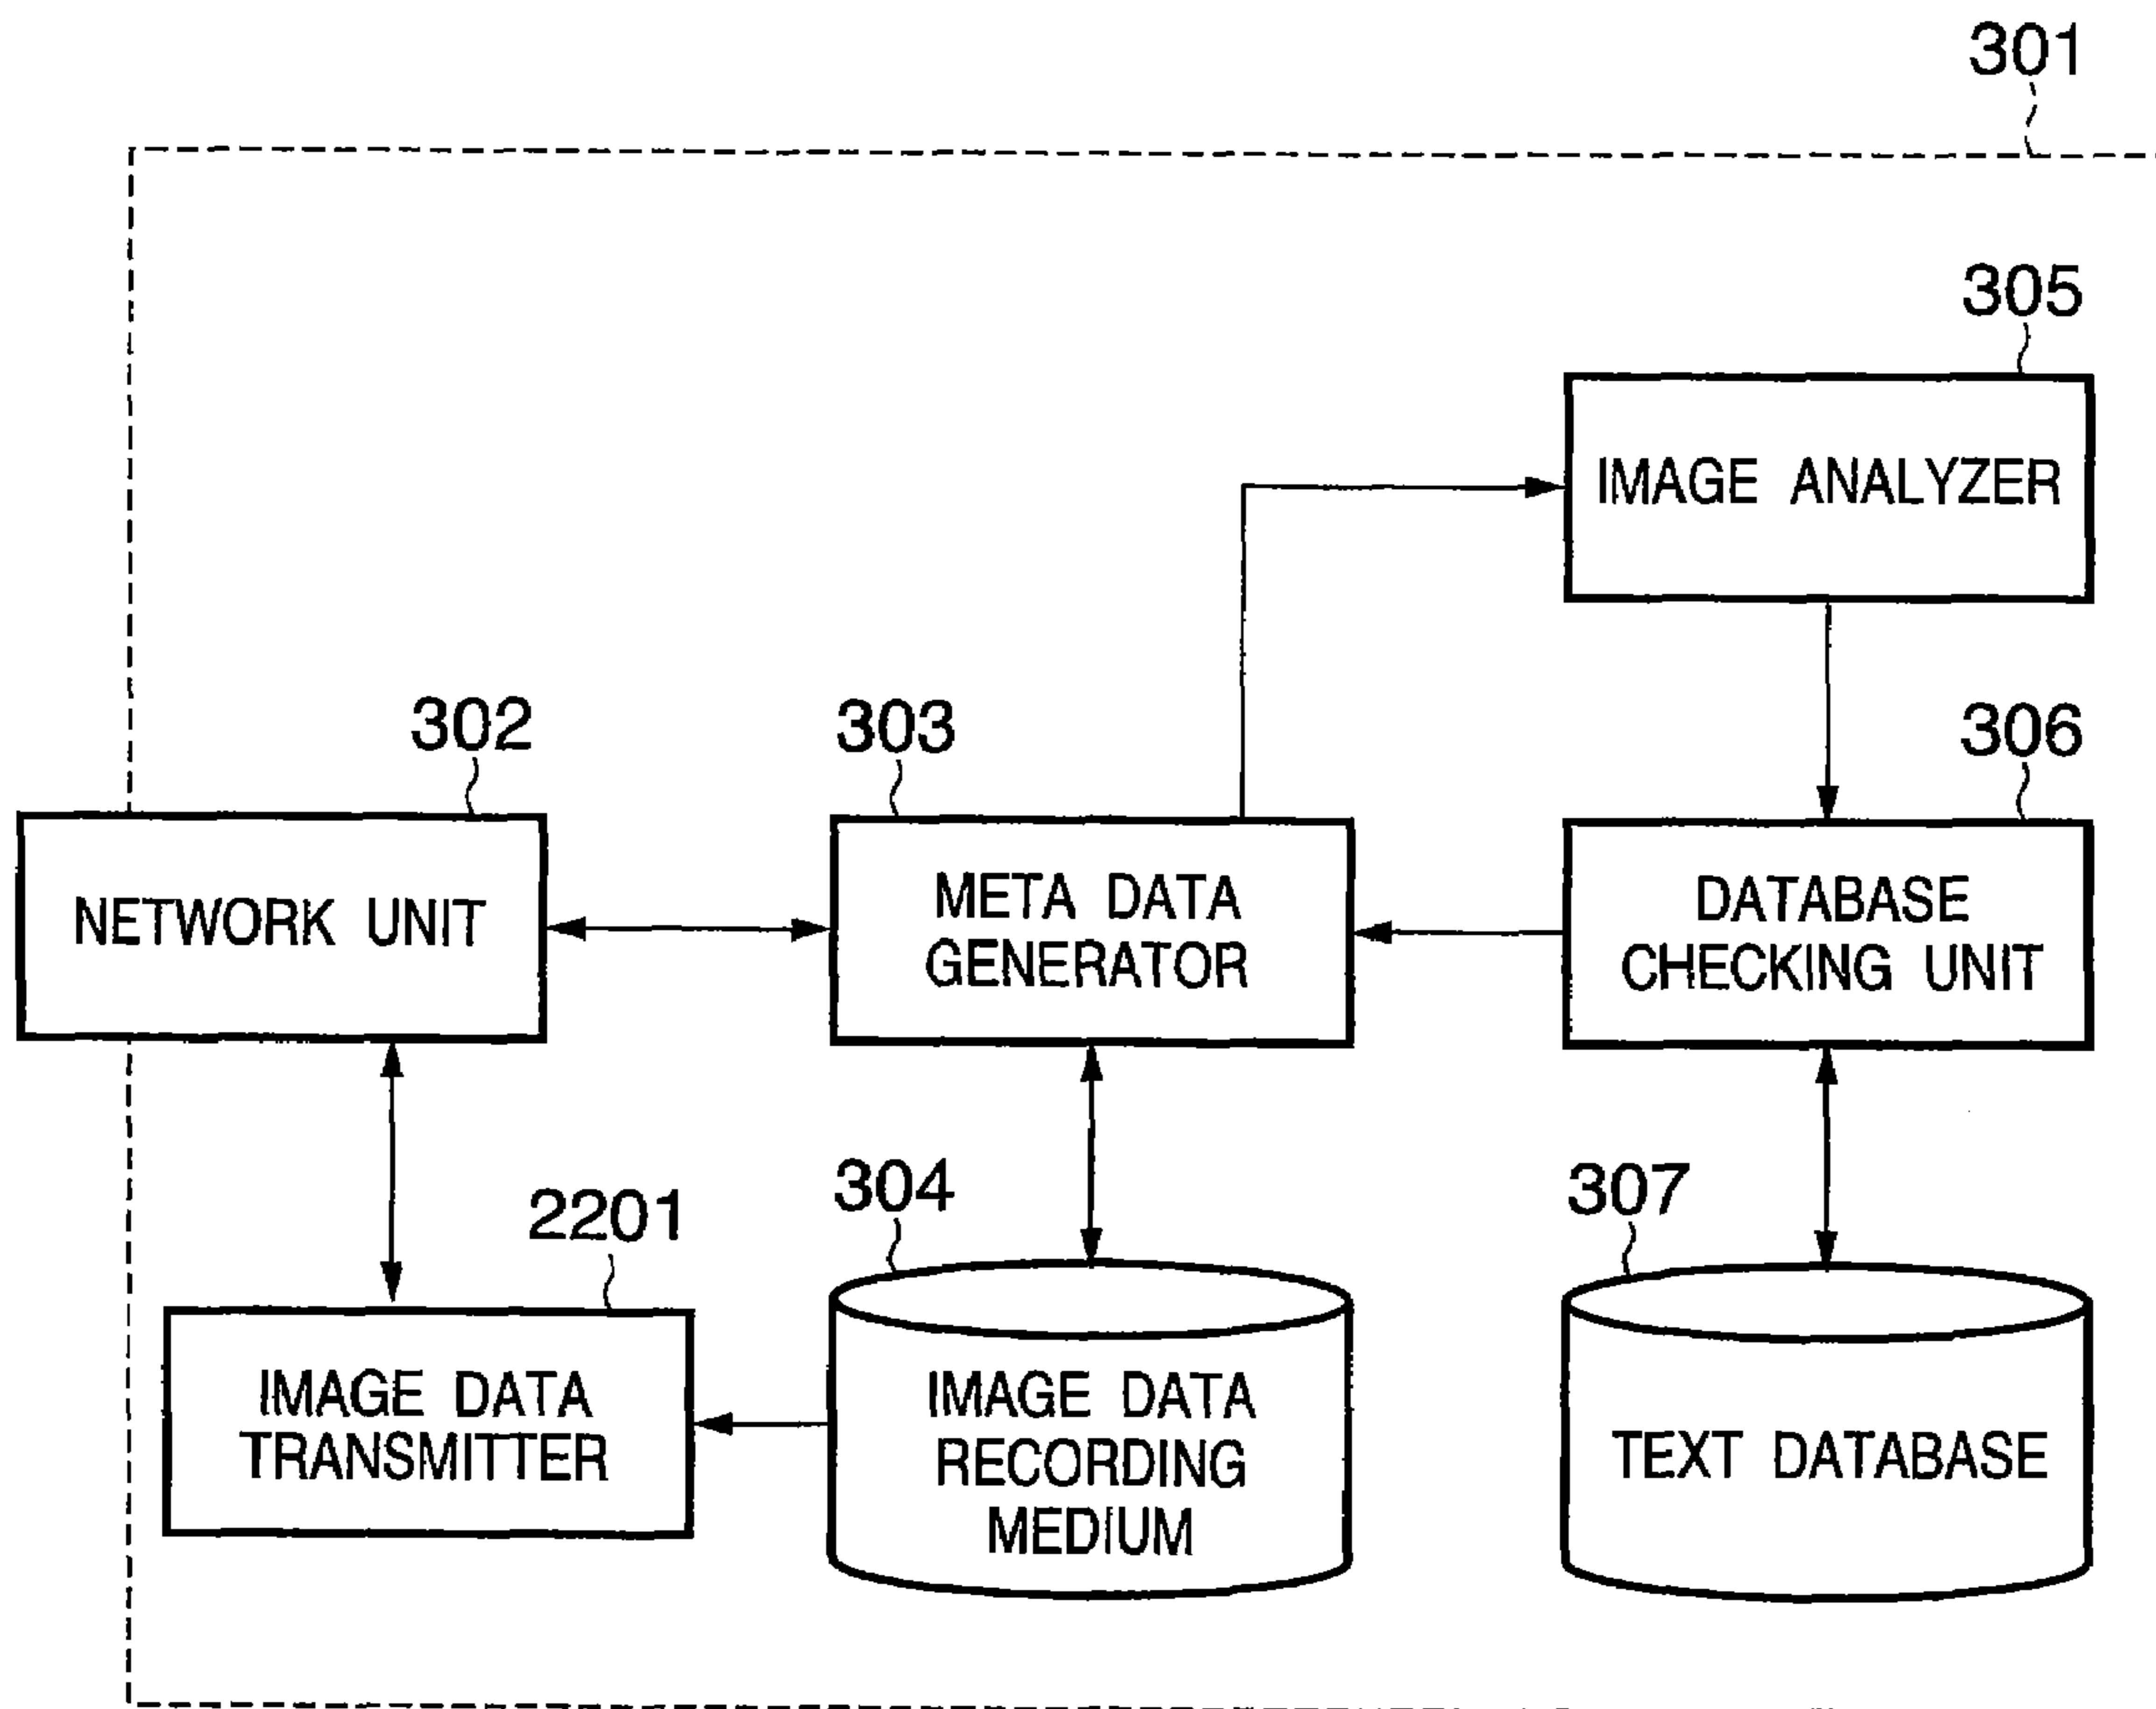 301
305
IMAGE ANALYZER
302
303
306
NETWORK UNIT
META DATA
GENERATOR
DATABASE
CHECKING UNIT
2201
304
307
IMAGE DATA
TRANSMITTER
IMAGE DATA
RECORDING
MEDIUM
TEXT DATABASE